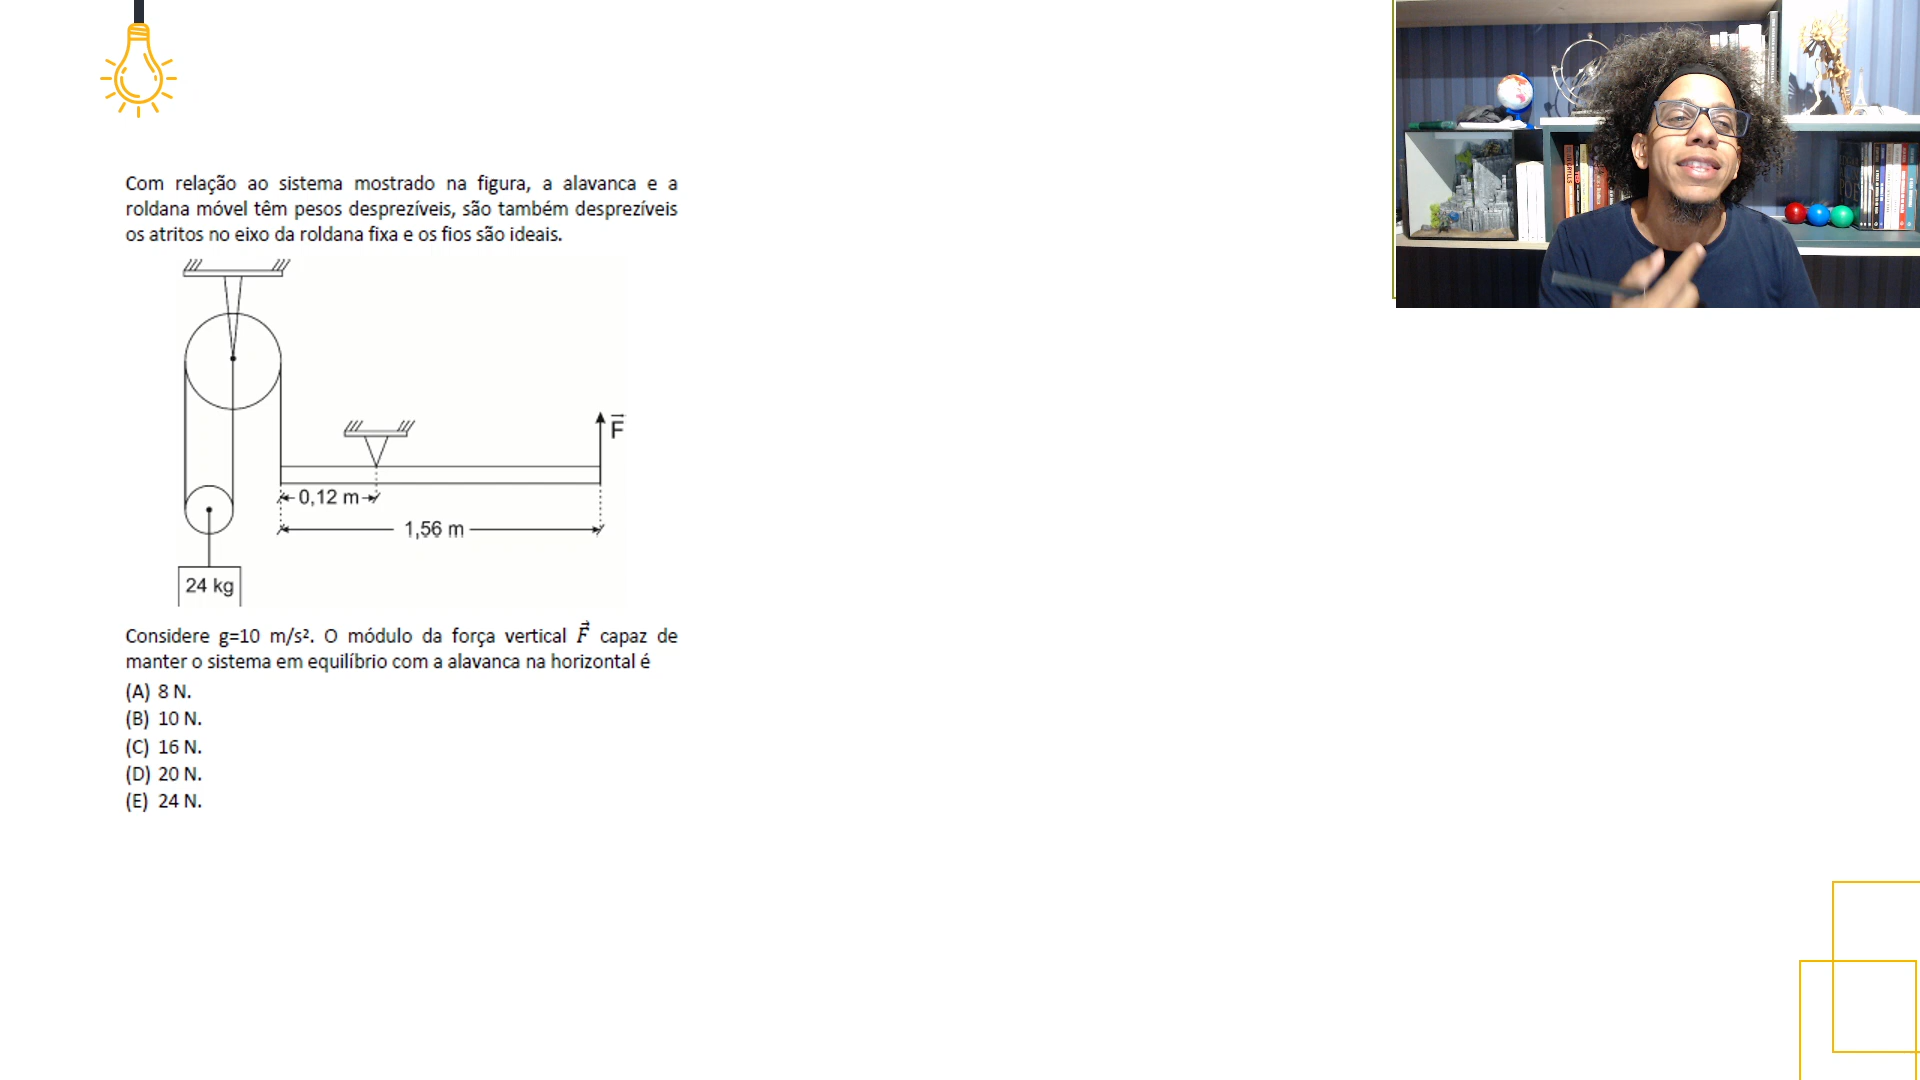 Com relação ao sistema mostrado na figura, a alavanca e a
roldana móvel têm pesos desprezíveis, são também desprezíveis
os atritos no eixo da roldana fixa e os fios são ideais.
F
0,12 m
1,56 m
24 kg
Considere g=10 m/s². O módulo da força vertical F⃗ capaz de
manter o sistema em equilíbrio com a alavanca na horizontal é
(A) 8 N.
(B) 10 N.
(C) 16 N.
(D) 20 N.
(E) 24 N.